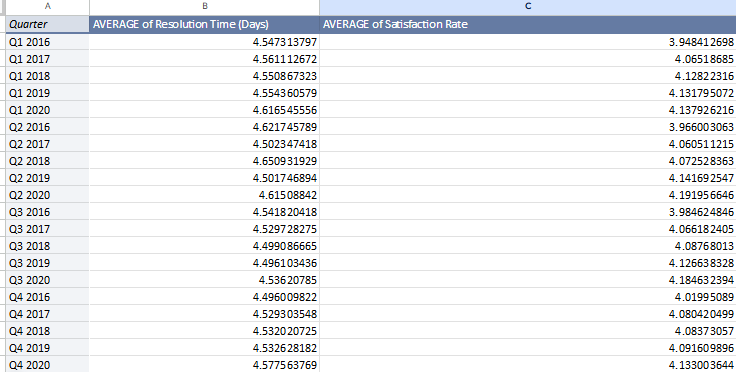 A B C
Quarter AVERAGE of Resolution Time (Days) AVERAGE of Satisfaction Rate
Q1 2016 4.547313797 3.948412698
Q1 2017 4.561112672 4.06518685
Q1 2018 4.550867323 4.12822316
Q1 2019 4.554360579 4.131795072
Q1 2020 4.616545556 4.137926216
Q2 2016 4.621745789 3.966003063
Q2 2017 4.502347418 4.060511215
Q2 2018 4.650931929 4.072528363
Q2 2019 4.501746894 4.141692547
Q2 2020 4.61508842 4.191956646
Q3 2016 4.541820418 3.984624846
Q3 2017 4.529728275 4.066182405
Q3 2018 4.499086665 4.08768013
Q3 2019 4.496103436 4.126638328
Q3 2020 4.53620785 4.184632394
Q4 2016 4.496009822 4.01995089
Q4 2017 4.529303548 4.080420499
Q4 2018 4.532020725 4.08373057
Q4 2019 4.532628182 4.091609896
Q4 2020 4.577563769 4.133003644